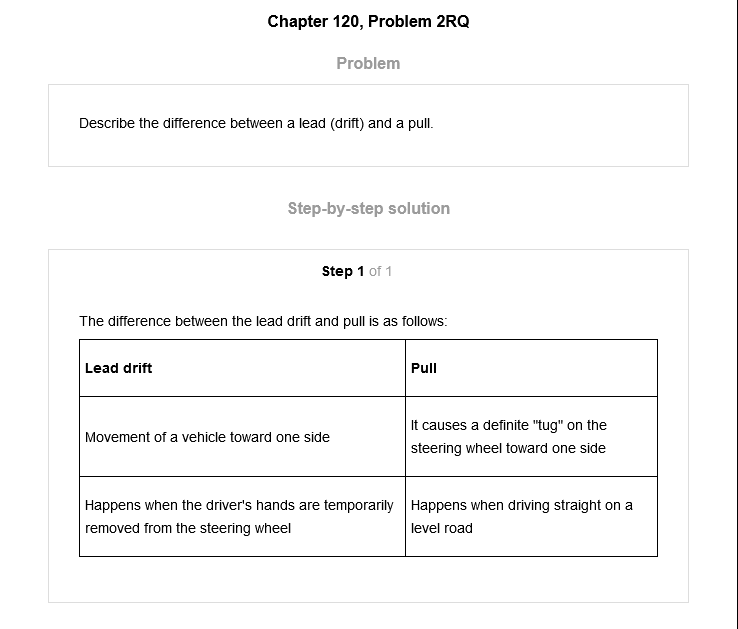 Chapter 120, Problem 2RQ
Problem
Describe the difference between a lead (drift) and a pull.
Step-by-step solution
Step 1 of 1
The difference between the lead drift and pull is as follows:
Lead drift
Pull
Movement of a vehicle toward one side
It causes a definite "tug" on the
steering wheel toward one side
Happens when the driver's hands are temporarily
removed from the steering wheel
Happens when driving straight on a
level road